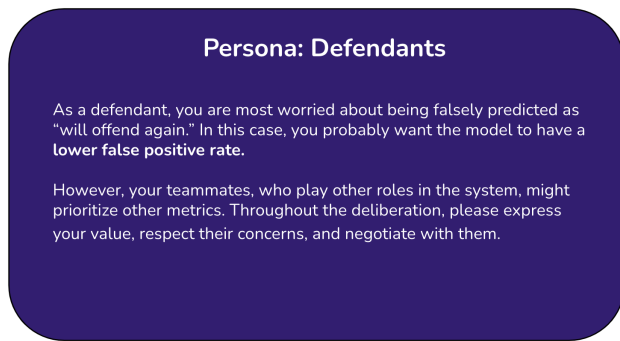 Persona: Defendants
As a defendant, you are most worried about being falsely predicted as
“will offend again.” In this case, you probably want the model to have a
lower false positive rate.
However, your teammates, who play other roles in the system, might
prioritize other metrics. Throughout the deliberation, please express
your value, respect their concerns, and negotiate with them.